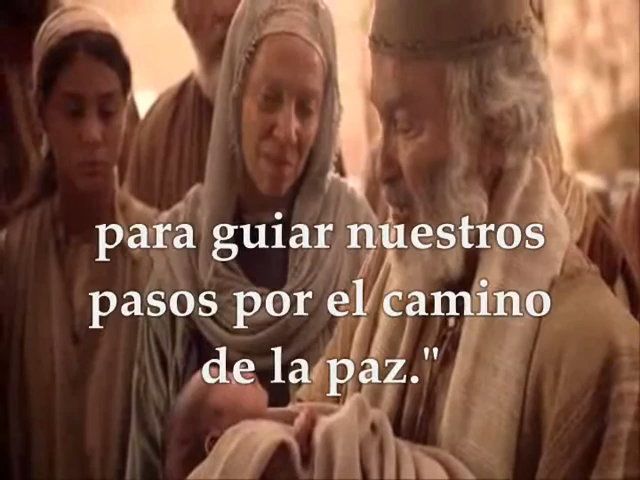 para guiar nuestros
pasos por el camino
de la paz."